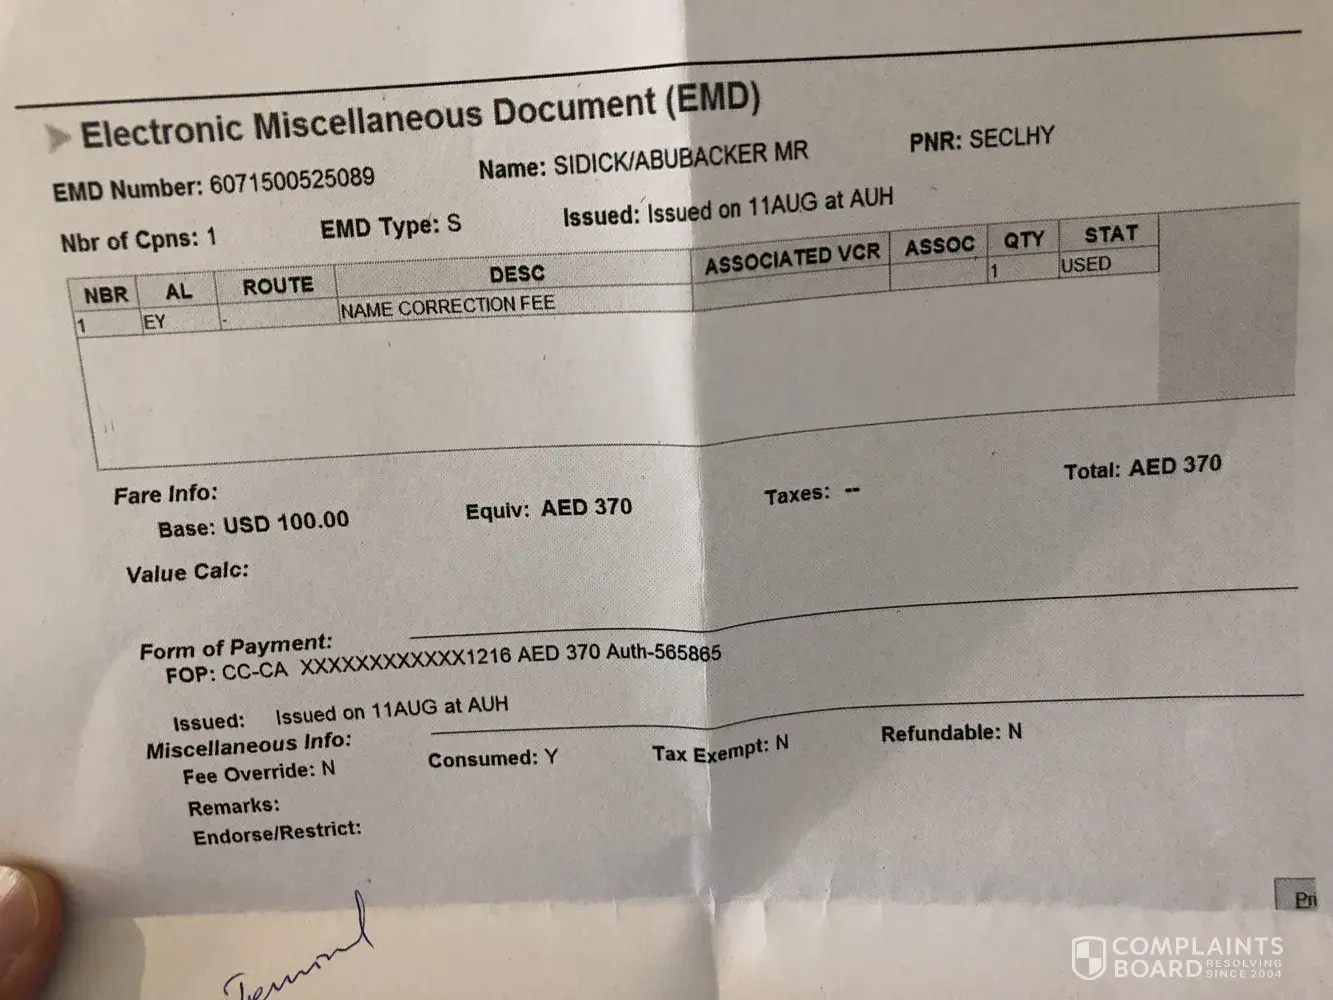 Electronic Miscellaneous Document (EMD)
EMD Number: 6071500525089 Name: SIDICK/ABUBACKER MR PNR: SECLHY
Nbr of Cpns: 1 EMD Type: S Issued: Issued on 11AUG at AUH
NBR AL ROUTE DESC ASSOCIATED VCR ASSOC QTY STAT
1 EY - NAME CORRECTION FEE 1 USED
Fare Info:
Base: USD 100.00 Equiv: AED 370 Taxes: -- Total: AED 370
Value Calc:
Form of Payment:
FOP: CC-CA XXXXXXXXXXXX1216 AED 370 Auth-565865
Issued: Issued on 11AUG at AUH
Miscellaneous Info:
Fee Override: N Consumed: Y Tax Exempt: N Refundable: N
Remarks:
Endorse/Restrict:
Pri
COMPLAINTS
BOARD RESOLVING
SINCE 2004